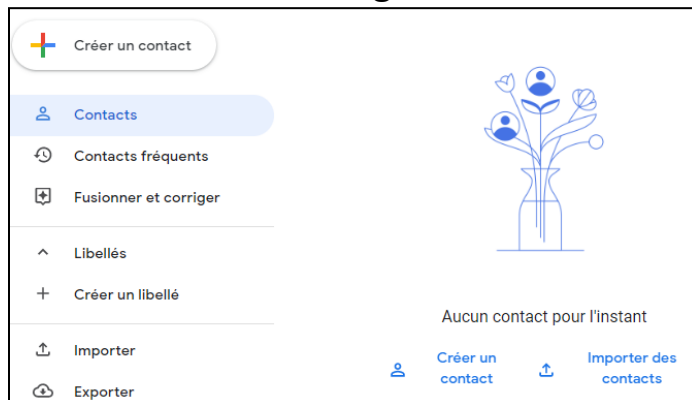 Créer un contact
Contacts
Contacts fréquents
Fusionner et corriger
Libellés
Créer un libellé
Importer
Exporter
Aucun contact pour l'instant
Créer un
contact
Importer des
contacts